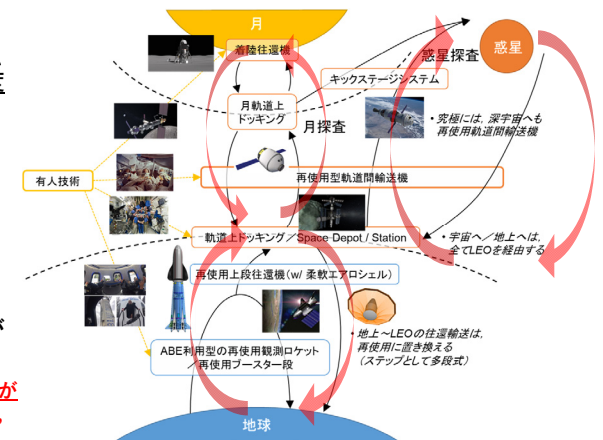 月
着陸往還機
惑星
惑星探査
キックステージシステム
月軌道上
ドッキング
月探査
・究極には，深宇宙へも
再使用軌道間輸送機
有人技術
再使用型軌道間輸送機
軌道上ドッキング／Space Depot / Station
・宇宙へ／地上へは，
全てLEOを経由する
再使用上段往還機（w/ 柔軟エアロシェル）
が
・地上～LEOの往還輸送は，
再使用に置き換える
（ステップとして多段式）
ABE利用型の再使用観測ロケット
／再使用ブースター段
が
地球